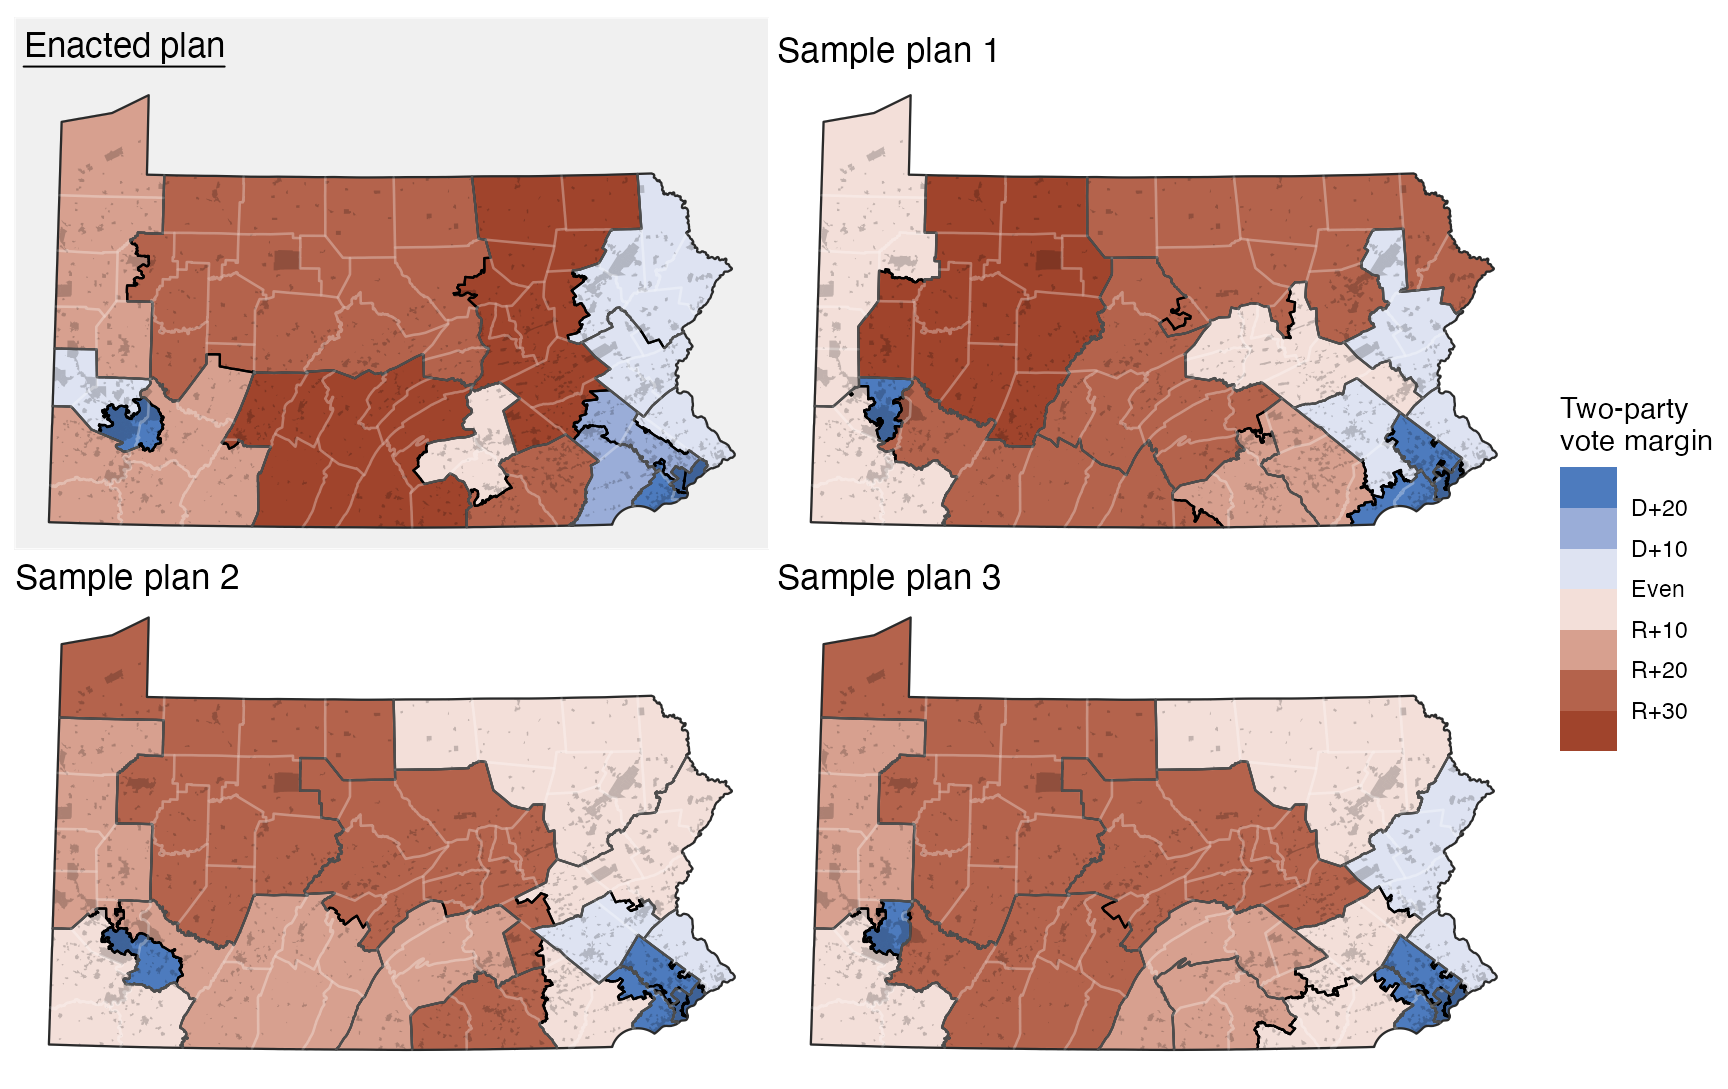 Enacted plan
Sample plan 1
Sample plan 2
Sample plan 3
Two-party
vote margin
D+20
D+10
Even
R+10
R+20
R+30